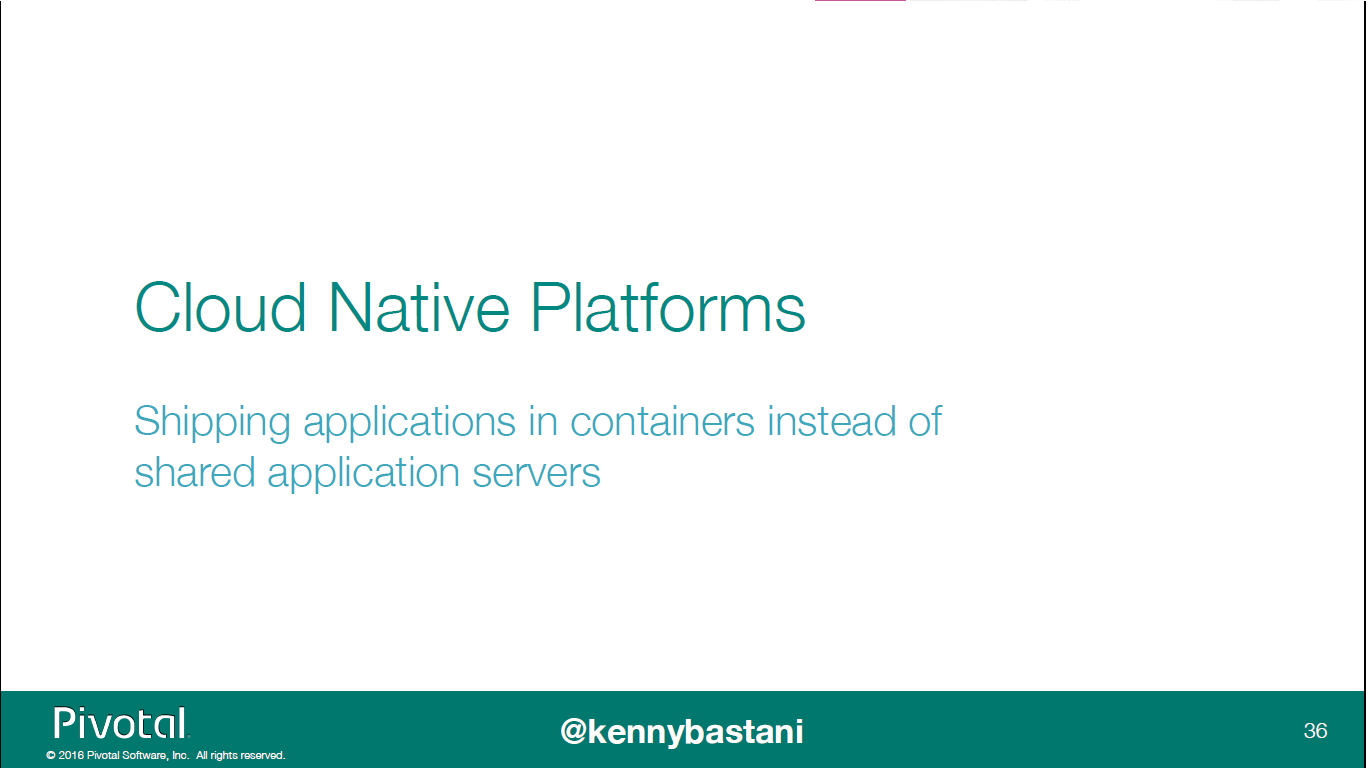 Cloud Native Platforms
Shipping applications in containers instead of
shared application servers
Pivotal
© 2016 Pivotal Software, Inc. All rights reserved.
@kennybastani
36